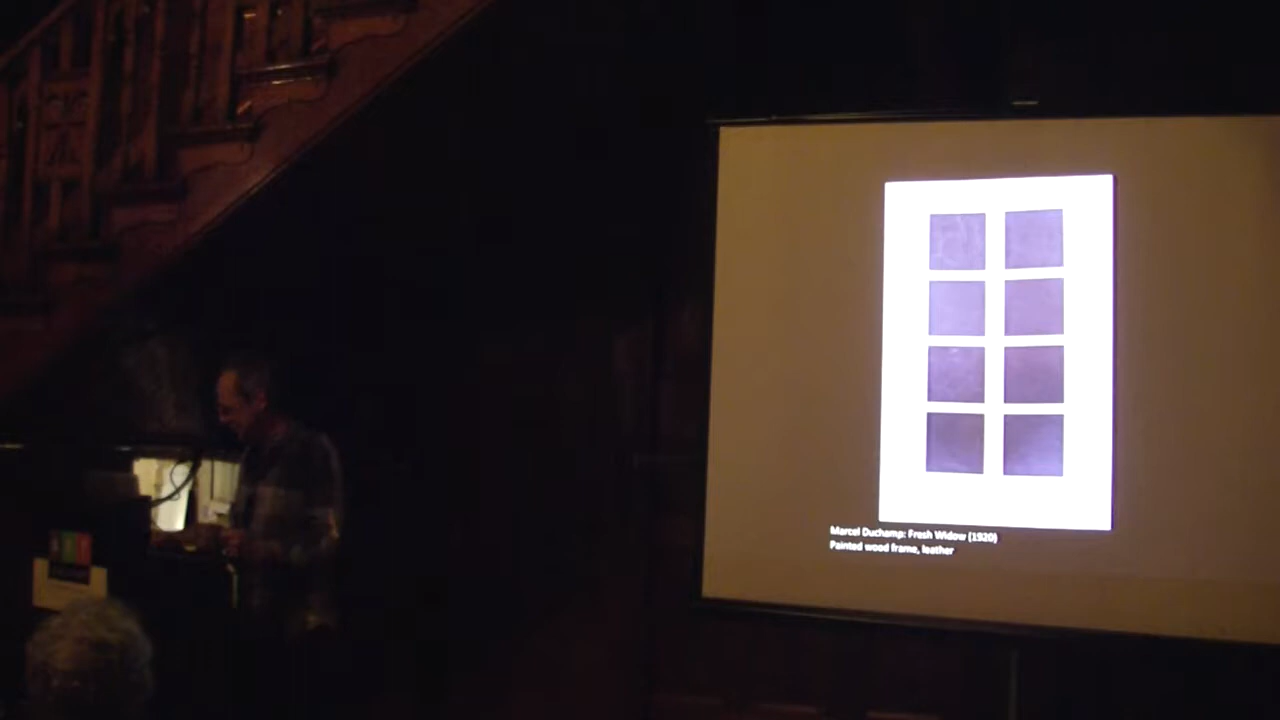 Marcel Duchamp: Fresh Widow (1920)
Painted wood frame, leather